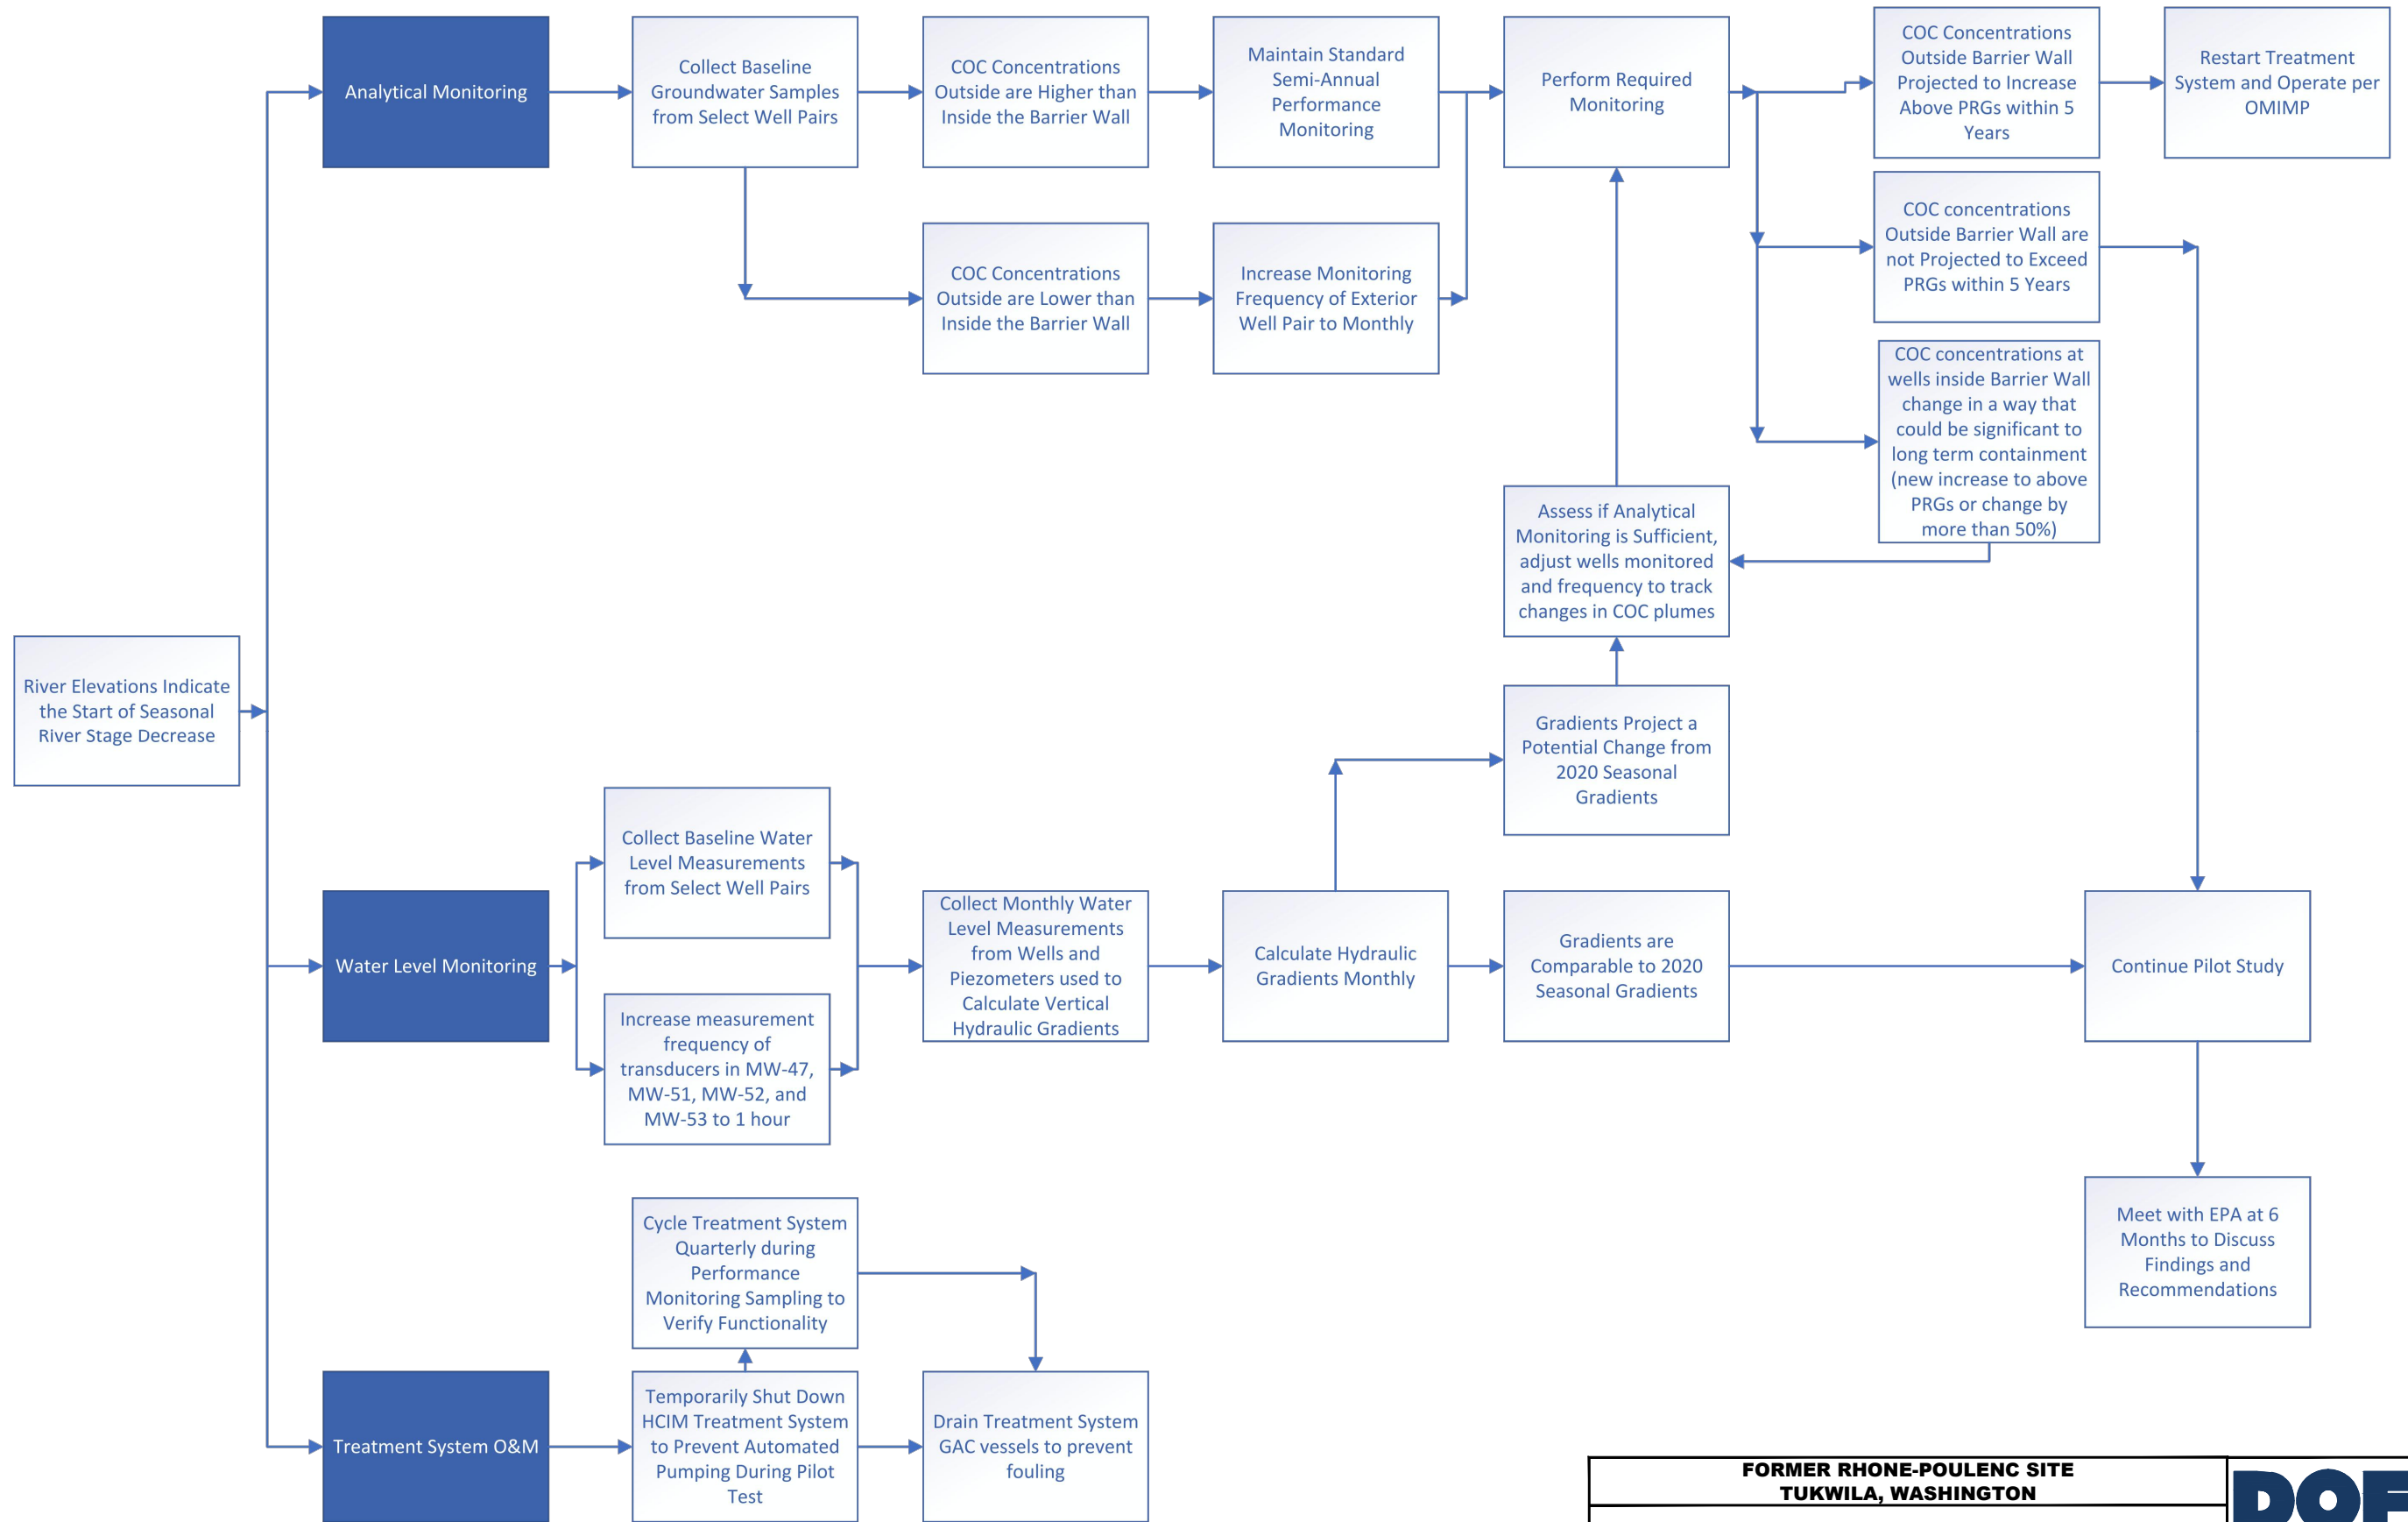 Analytical Monitoring
Collect Baseline
Groundwater Samples
from Select Well Pairs
COC Concentrations
Outside are Higher than
Inside the Barrier Wall
Maintain Standard
Semi-Annual
Performance
Monitoring
Perform Required
Monitoring
COC Concentrations
Outside Barrier Wall
Projected to Increase
Above PRGs within 5
Years
Restart Treatment
System and Operate per
OMIMP
COC concentrations
Outside Barrier Wall are
not Projected to Exceed
PRGs within 5 Years
COC Concentrations
Outside are Lower than
Inside the Barrier Wall
Increase Monitoring
Frequency of Exterior
Well Pair to Monthly
COC concentrations at
wells inside Barrier Wall
change in a way that
could be significant to
long term containment
(new increase to above
PRGs or change by
more than 50%)
Assess if Analytical
Monitoring is Sufficient,
adjust wells monitored
and frequency to track
changes in COC plumes
River Elevations Indicate
the Start of Seasonal
River Stage Decrease
Gradients Project a
Potential Change from
2020 Seasonal
Gradients
Collect Baseline Water
Level Measurements
from Select Well Pairs
Water Level Monitoring
Increase measurement
frequency of
transducers in MW-47,
MW-51, MW-52, and
MW-53 to 1 hour
Collect Monthly Water
Level Measurements
from Wells and
Piezometers used to
Calculate Vertical
Hydraulic Gradients
Calculate Hydraulic
Gradients Monthly
Gradients are
Comparable to 2020
Seasonal Gradients
Continue Pilot Study
Meet with EPA at 6
Months to Discuss
Findings and
Recommendations
Cycle Treatment System
Quarterly during
Performance
Monitoring Sampling to
Verify Functionality
Treatment System O&M
Temporarily Shut Down
HCIM Treatment System
to Prevent Automated
Pumping During Pilot
Test
Drain Treatment System
GAC vessels to prevent
fouling
FORMER RHONE-POULENC SITE
TUKWILA, WASHINGTON
DOF